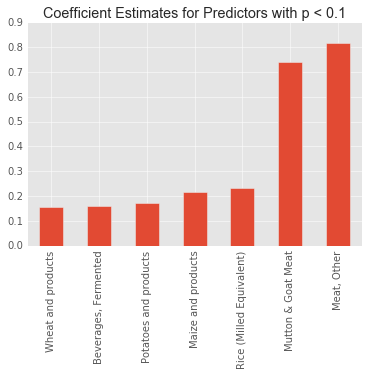 Coefficient Estimates for Predictors with p < 0.1
0.9
0.8
0.7
0.6
0.5
0.4
0.3
0.2
0.1
0.0
Wheat and products
Beverages, Fermented
Potatoes and products
Maize and products
Rice (Milled Equivalent)
Mutton & Goat Meat
Meat, Other